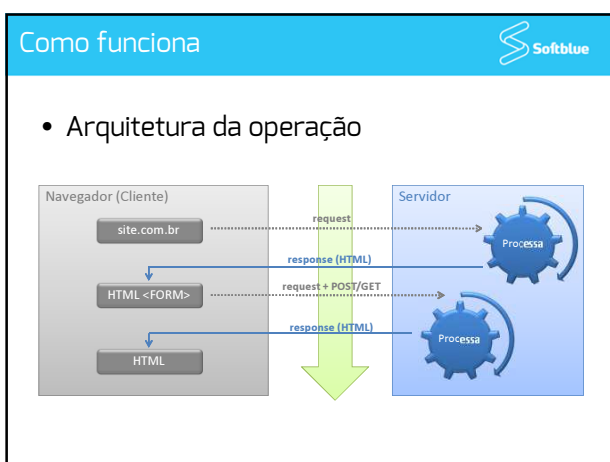 Como funciona
Softblue
• Arquitetura da operação
Navegador (Cliente)
Servidor
site.com.br
request
Processa
response (HTML)
HTML <FORM>
request + POST/GET
response (HTML)
Processa
HTML